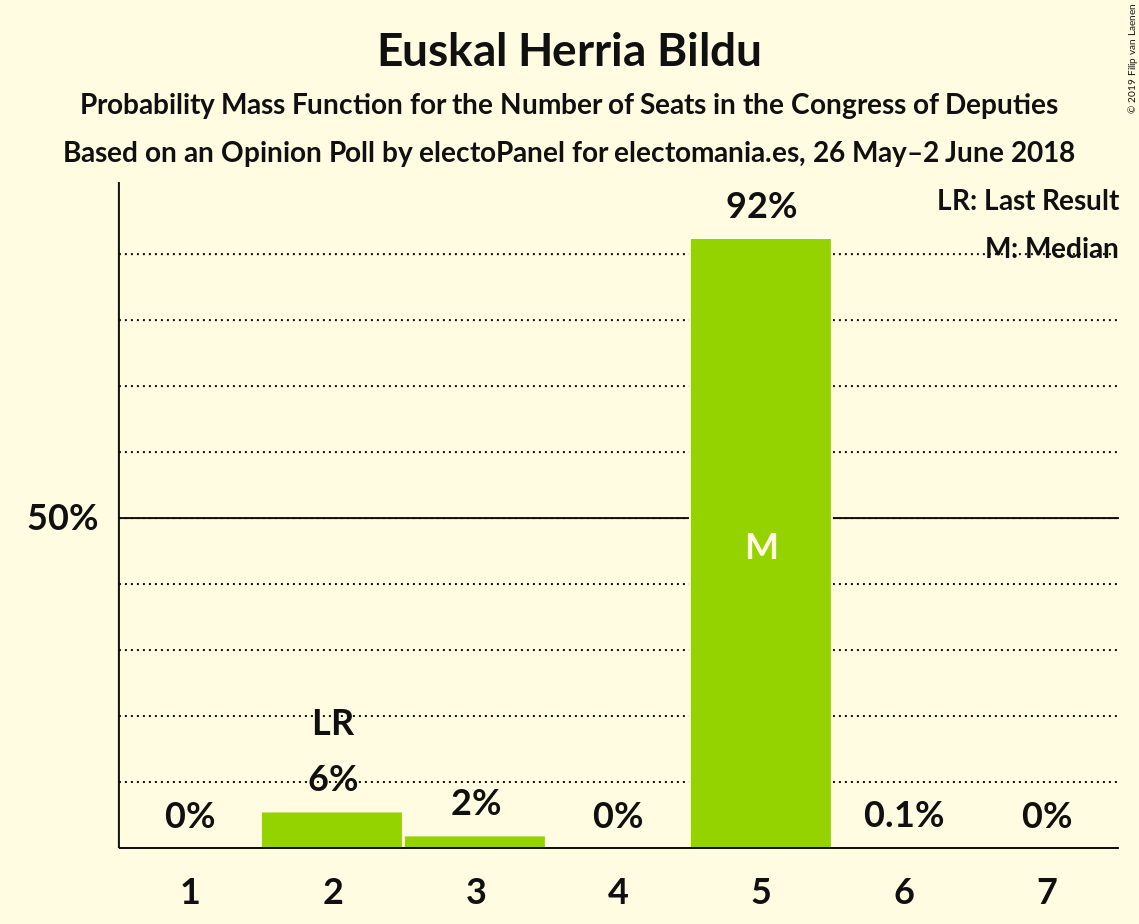 Euskal Herria Bildu
Probability Mass Function for the Number of Seats in the Congress of Deputies
Based on an Opinion Poll by electoPanel for electomania.es, 26 May–2 June 2018
© 2019 Filip van Laenen
LR: Last Result
M: Median
92%
50%
M
LR
6%
2%
0%
0%
0.1%
0%
1 2 3 4 5 6 7